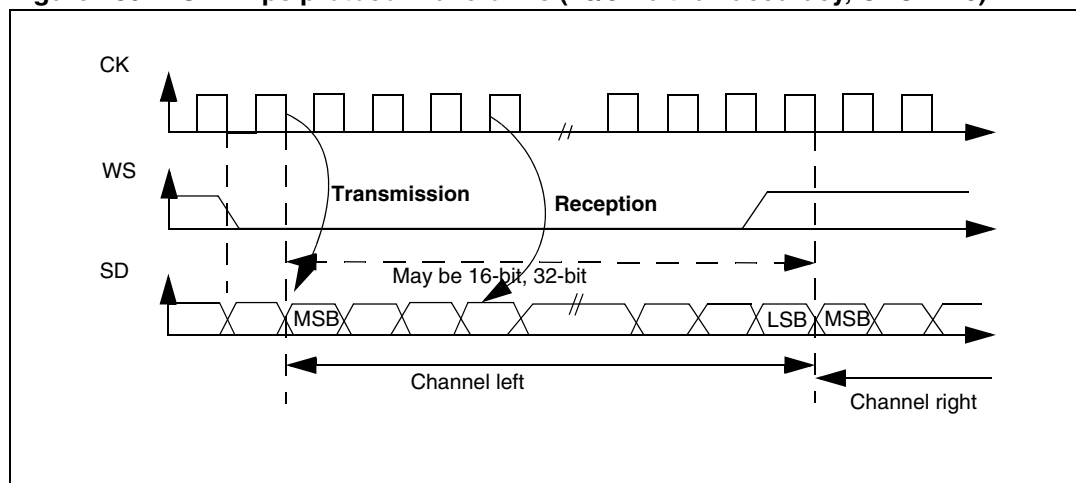 CK
WS
Transmission
Reception
SD
May be 16-bit, 32-bit
MSB
LSB
MSB
Channel left
Channel right